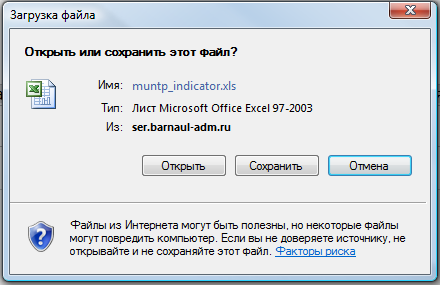 Загрузка файла
Открыть или сохранить этот файл?
Имя: muntp_indicator.xls
Тип: Лист Microsoft Office Excel 97-2003
Из: ser.barnaul-adm.ru
Открыть Сохранить Отмена
Файлы из Интернета могут быть полезны, но некоторые файлы
могут повредить компьютер. Если вы не доверяете источнику, не
открывайте и не сохраняйте этот файл. Факторы риска